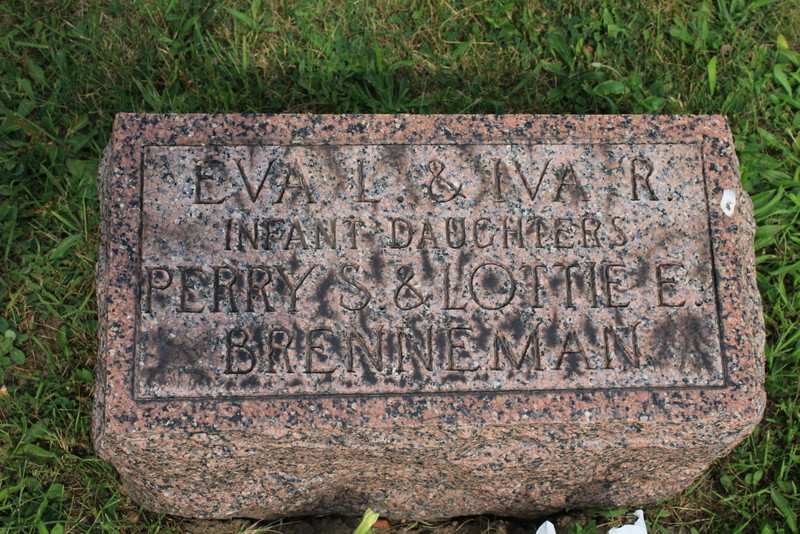 EVA L. & IVA R.
INFANT DAUGHTERS
PERRY S. & LOTTIE E.
BRENNEMAN